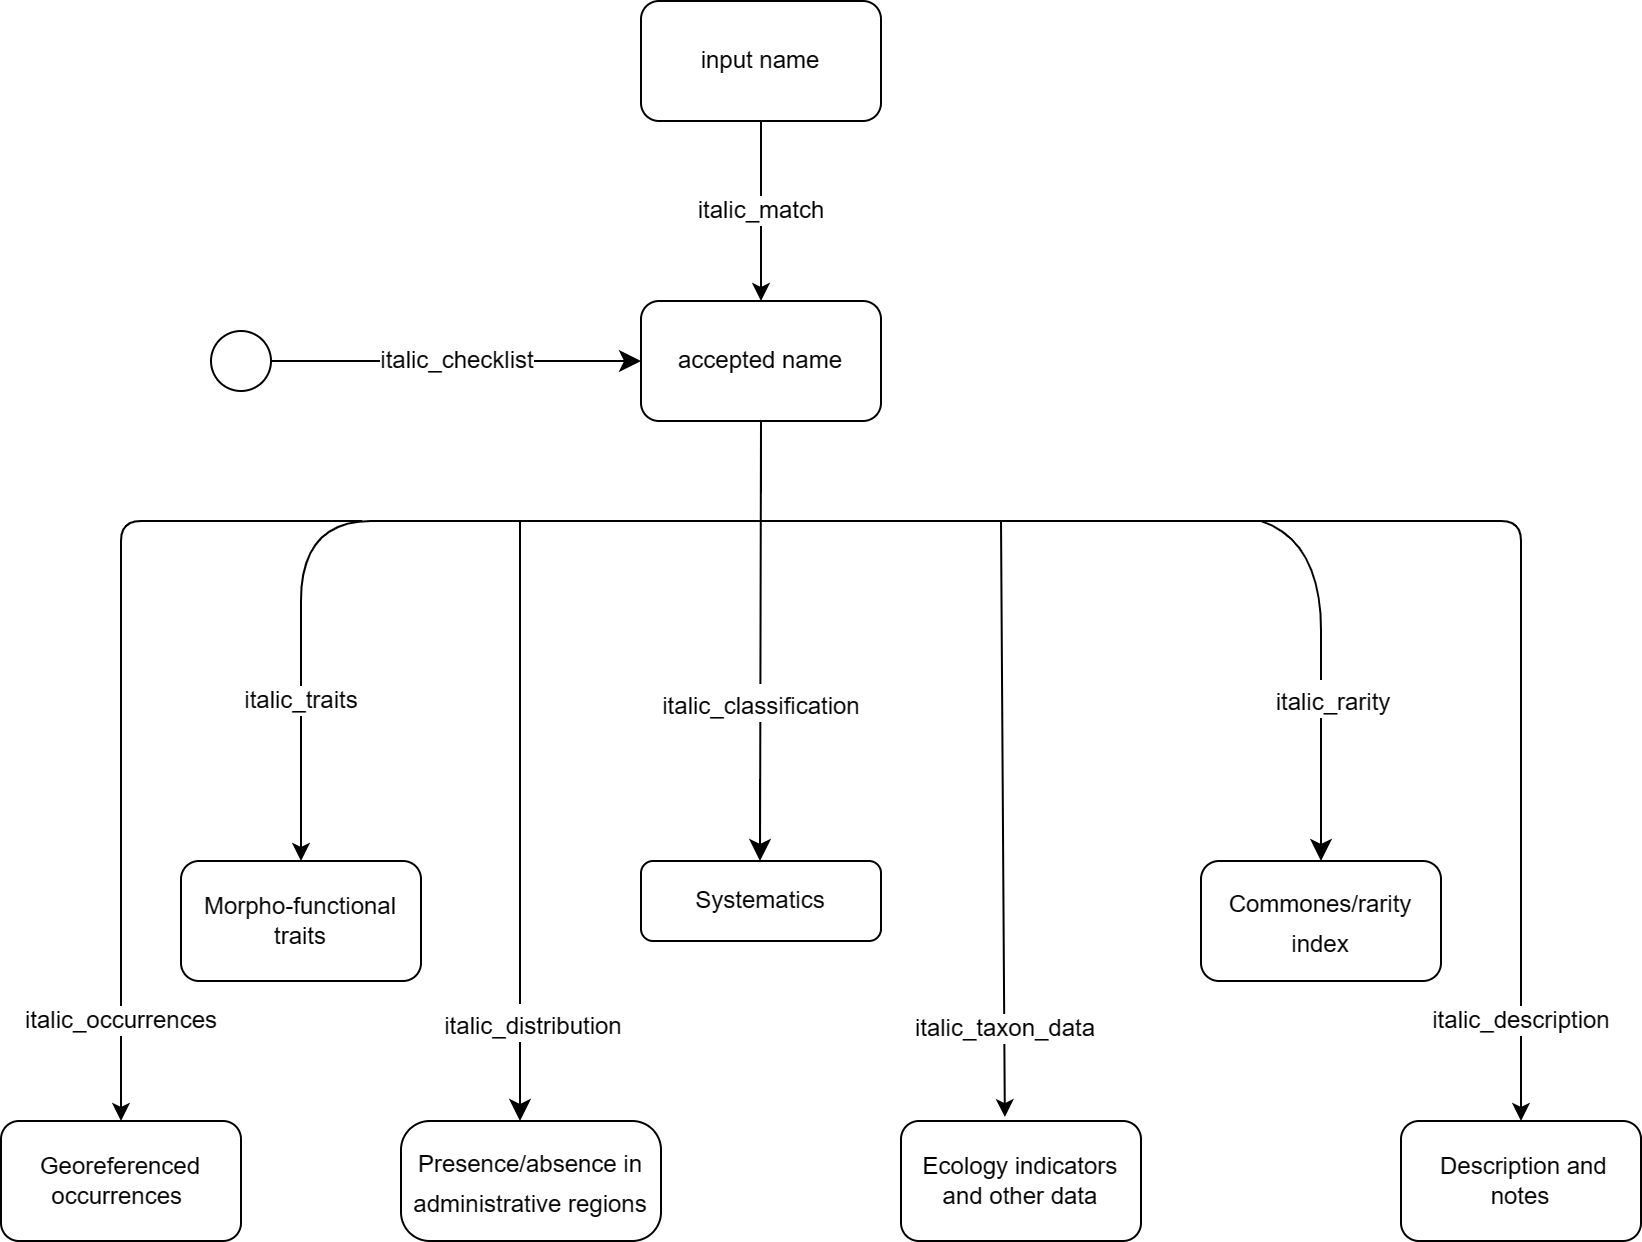 input name
italic_match
italic_checklist
accepted name
italic_traits
italic_classification
italic_rarity
Morpho-functional
traits
Systematics
Commones/rarity
index
italic_occurrences
italic_distribution
italic_taxon_data
italic_description
Georeferenced
occurrences
Presence/absence in
administrative regions
Ecology indicators
and other data
Description and
notes